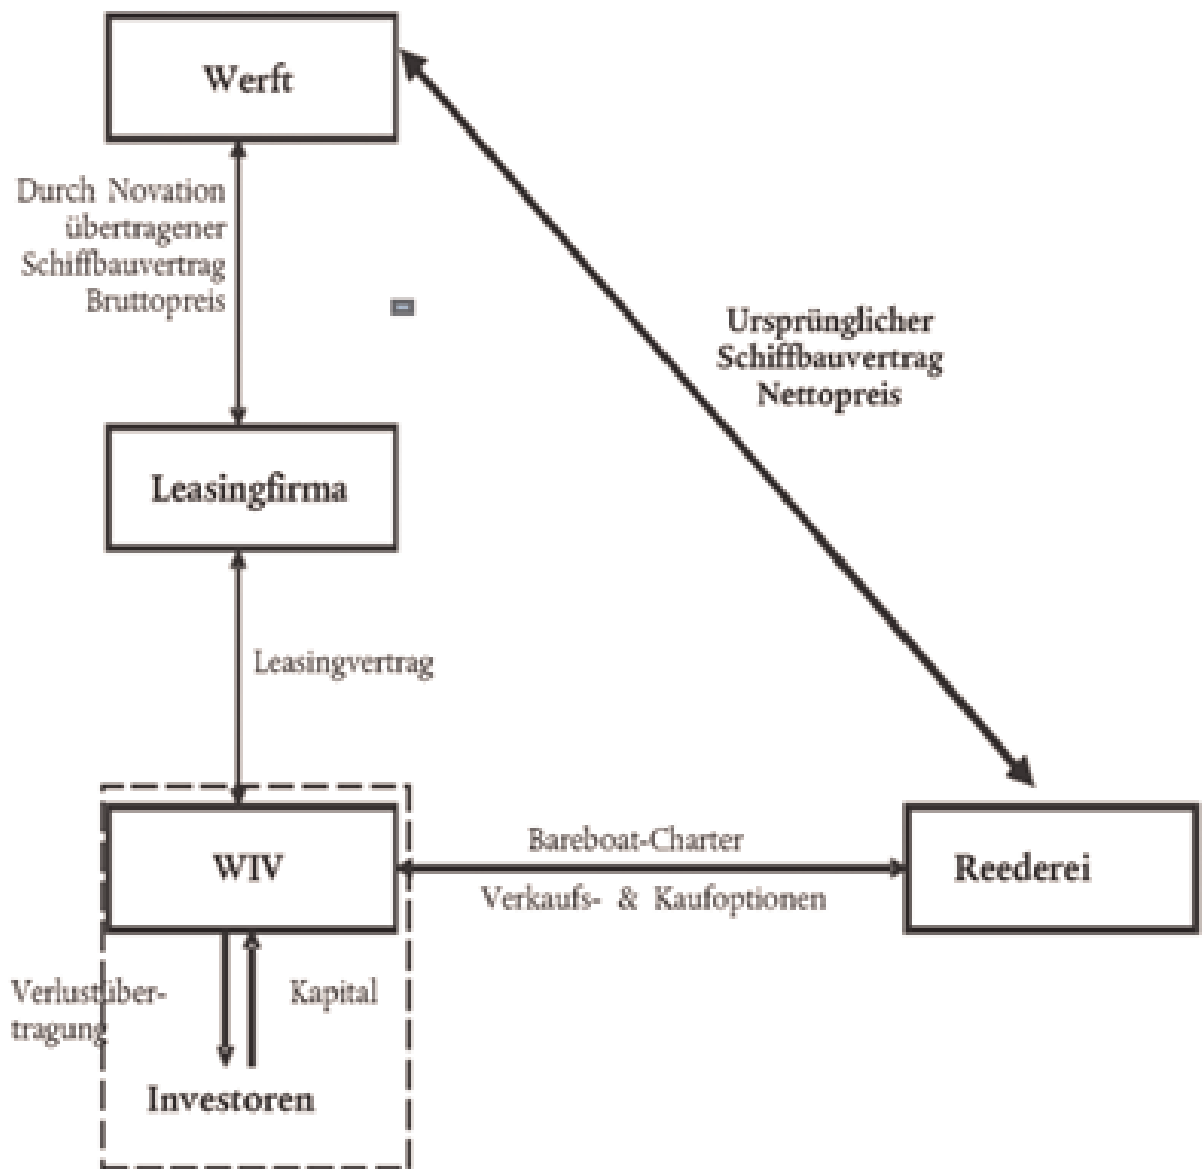 Werft
Durch Novation
übertragener
Schiffbauvertrag
Bruttopreis
Ursprünglicher
Schiffbauvertrag
Nettopreis
Leasingfirma
Leasingvertrag
WIV
Bareboat-Charter
Verkaufs- & Kaufoptionen
Reederei
Verlustüber-
tragung
Kapital
Investoren